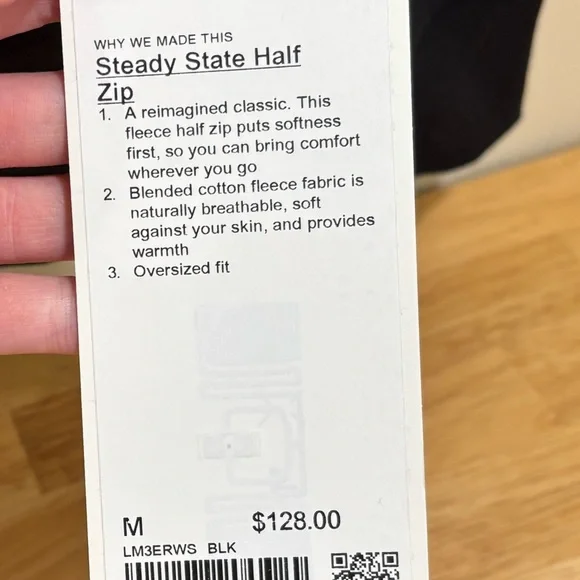 WHY WE MADE THIS
Steady State Half
Zip
1. A reimagined classic. This
fleece half zip puts softness
first, so you can bring comfort
wherever you go
2. Blended cotton fleece fabric is
naturally breathable, soft
against your skin, and provides
warmth
3. Oversized fit
M $128.00
LM3ERWS BLK